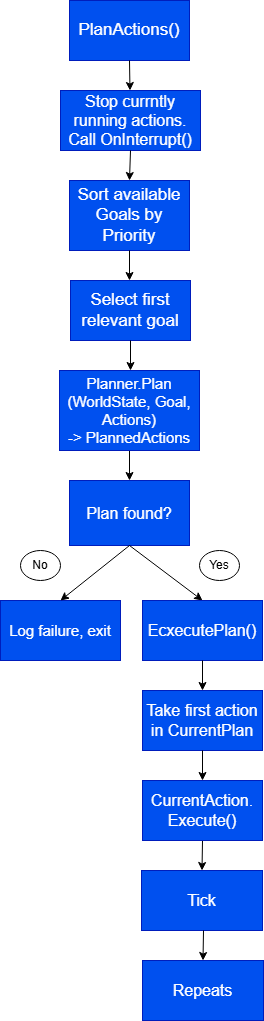 PlanActions()
Stop currntly
running actions.
Call OnInterrupt()
Sort available
Goals by
Priority
Select first
relevant goal
Planner.Plan
(WorldState, Goal,
Actions)
-> PlannedActions
Plan found?
No
Yes
Log failure, exit
EcxecutePlan()
Take first action
in CurrentPlan
CurrentAction.
Execute()
Tick
Repeats